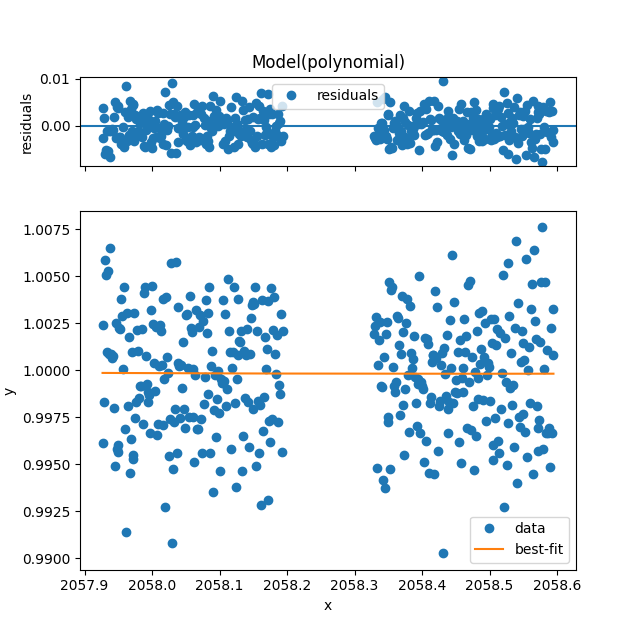 Model(polynomial)
0.01
0.00
residuals
residuals
1.0075
1.0050
1.0025
1.0000
0.9975
0.9950
0.9925
0.9900
y
data
best-fit
2057.9 2058.0 2058.1 2058.2 2058.3 2058.4 2058.5 2058.6
x